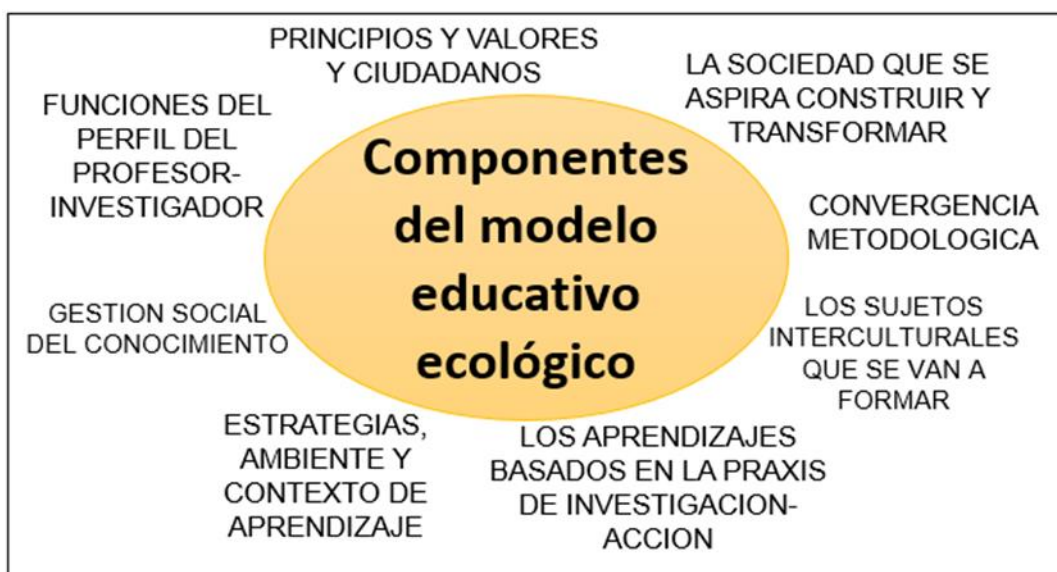 PRINCIPIOS Y VALORES
Y CIUDADANOS
LA SOCIEDAD QUE SE
ASPIRA CONSTRUIR Y
TRANSFORMAR
FUNCIONES DEL
PERFIL DEL
PROFESOR-
INVESTIGADOR
Componentes
del modelo
educativo
ecológico
CONVERGENCIA
METODOLOGICA
GESTION SOCIAL
DEL CONOCIMIENTO
LOS SUJETOS
INTERCULTURALES
QUE SE VAN A
FORMAR
ESTRATEGIAS,
AMBIENTE Y
CONTEXTO DE
APRENDIZAJE
LOS APRENDIZAJES
BASADOS EN LA PRAXIS
DE INVESTIGACION-
ACCION